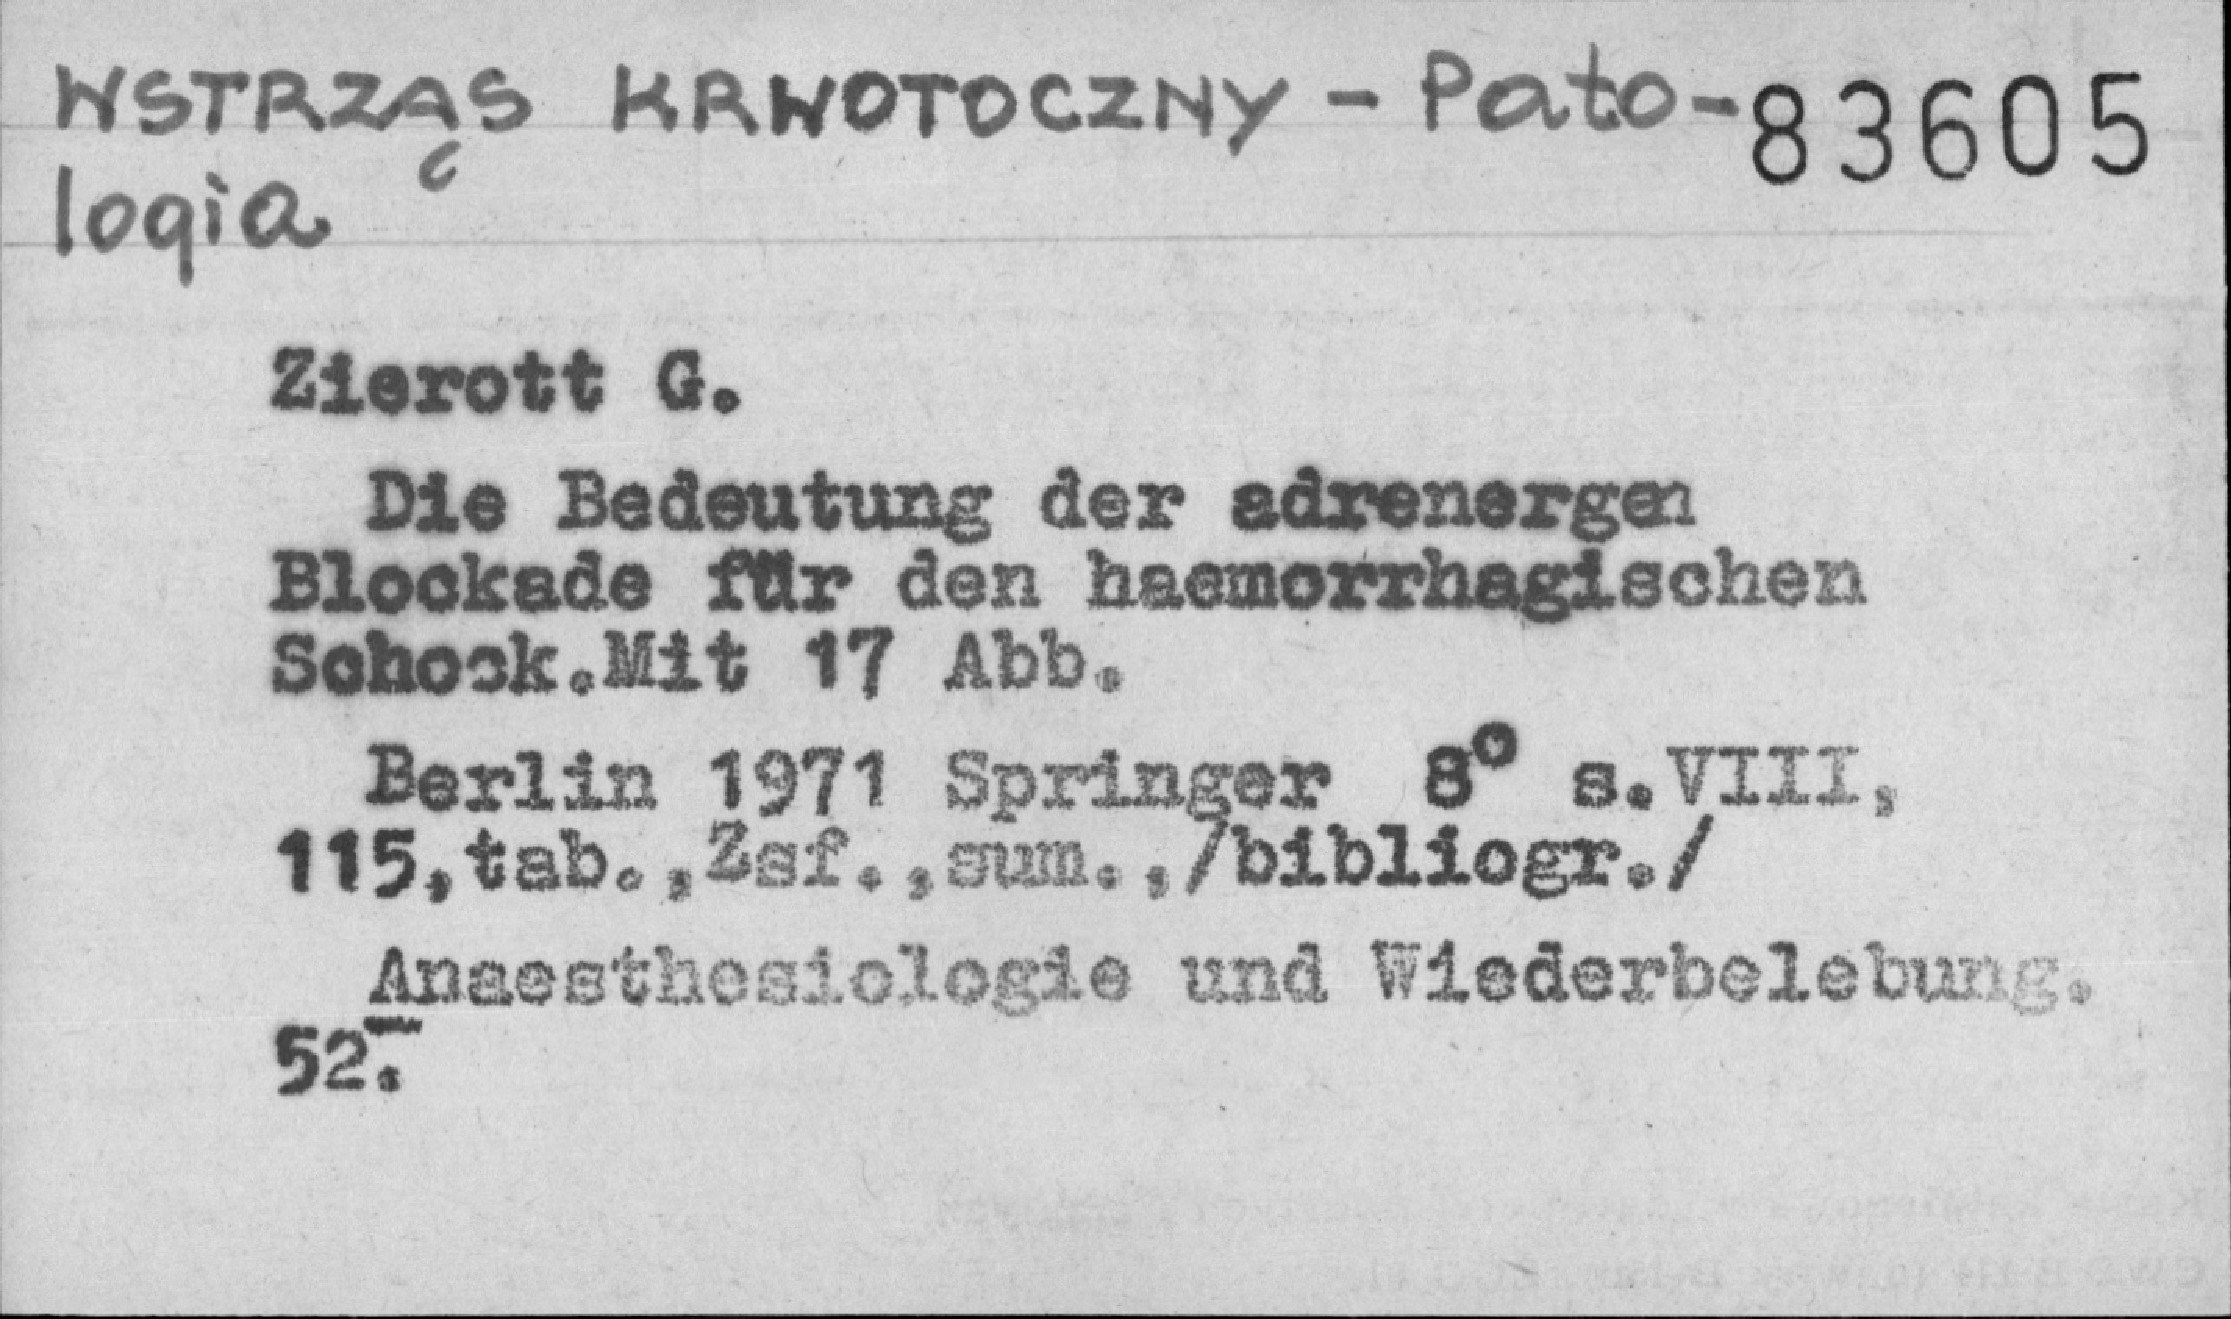 WSTRZĄS KRWOTOCZNY - Pato- 83605
logia
Zierott G.
Die Bedeutung der adrenergen
Blockade für den haemorrhagischen
Schock.Mit 17 Abb.
Berlin 1971 Springer 8° s.VIII,
115,tab.,Zsf.,sum.,/bibliogr./
Anaesthesiologie und Wiederbelebung.
52.